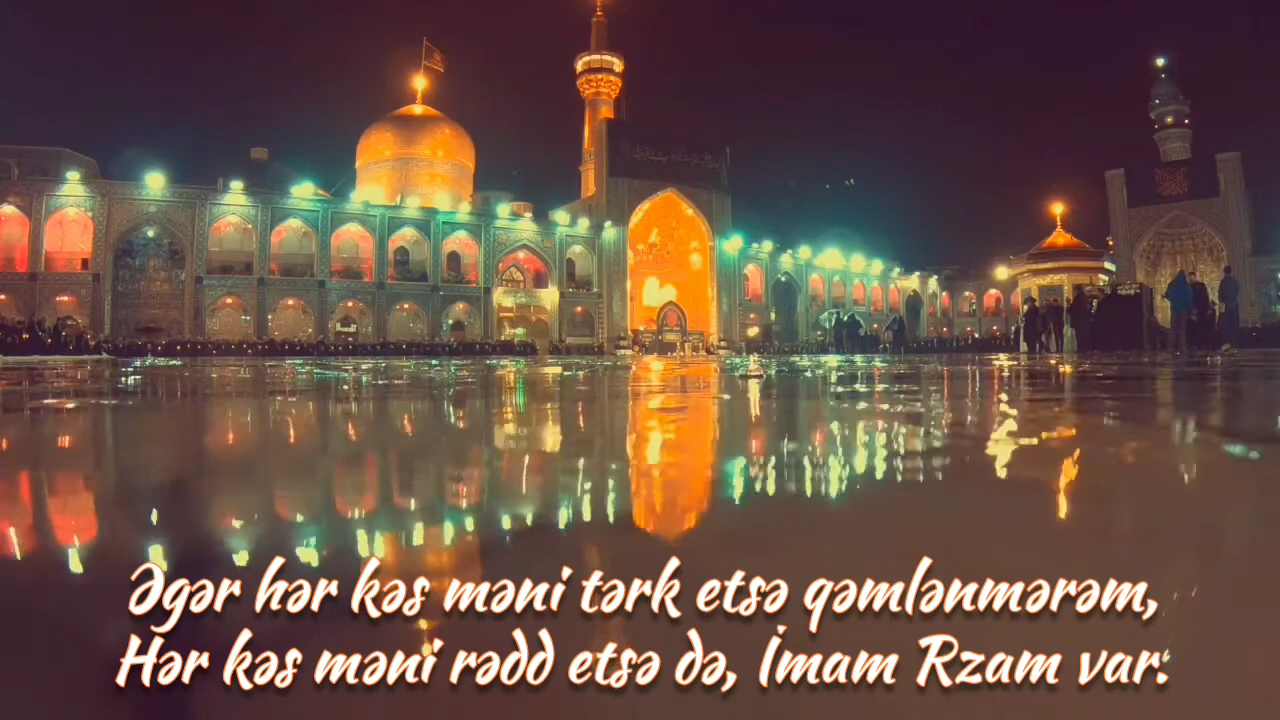 Əgər hər kəs məni tərk etsə qəmlənmərəm,
Hər kəs məni rədd etsə də, İmam Rzam var.